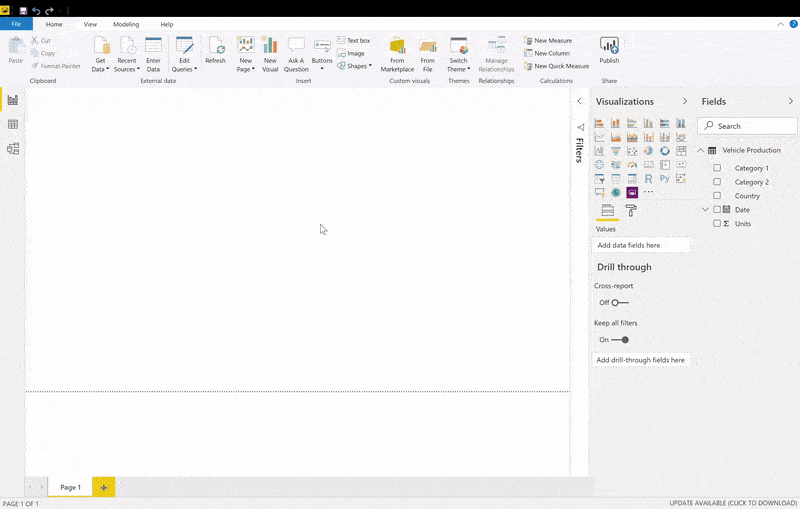 File Home View Modeling Help
Paste Cut Copy Format Painter
Get Data Recent Sources Enter Data Edit Queries Refresh
New Page New Visual Ask A Question Buttons Text box Image Shapes
From Marketplace From File Switch Theme Manage Relationships
New Measure New Column New Quick Measure Publish
Clipboard External data Insert Custom visuals Themes Relationships Calculations Share
Filters
Visualizations
R Py
Values
Add data fields here
Drill through
Cross-report
Off
Keep all filters
On
Add drill-through fields here
Fields
Search
Vehicle Production
Category 1
Category 2
Country
Date
Σ Units
Page 1
PAGE 1 OF 1
UPDATE AVAILABLE (CLICK TO DOWNLOAD)